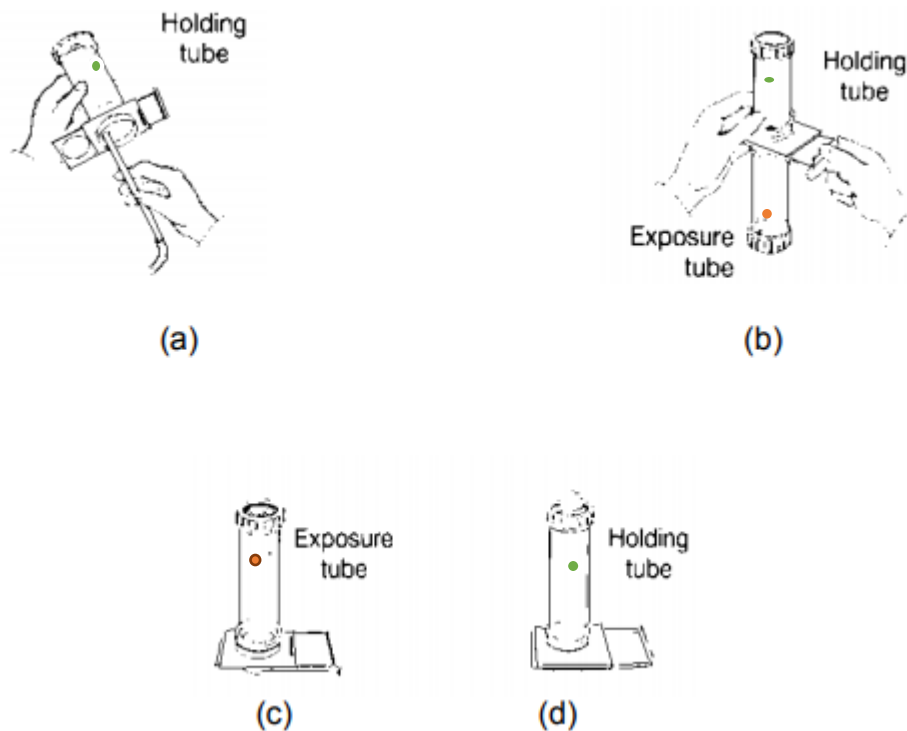 Holding
tube
Holding
tube
Exposure
tube
(a)
(b)
Exposure
tube
Holding
tube
(c)
(d)